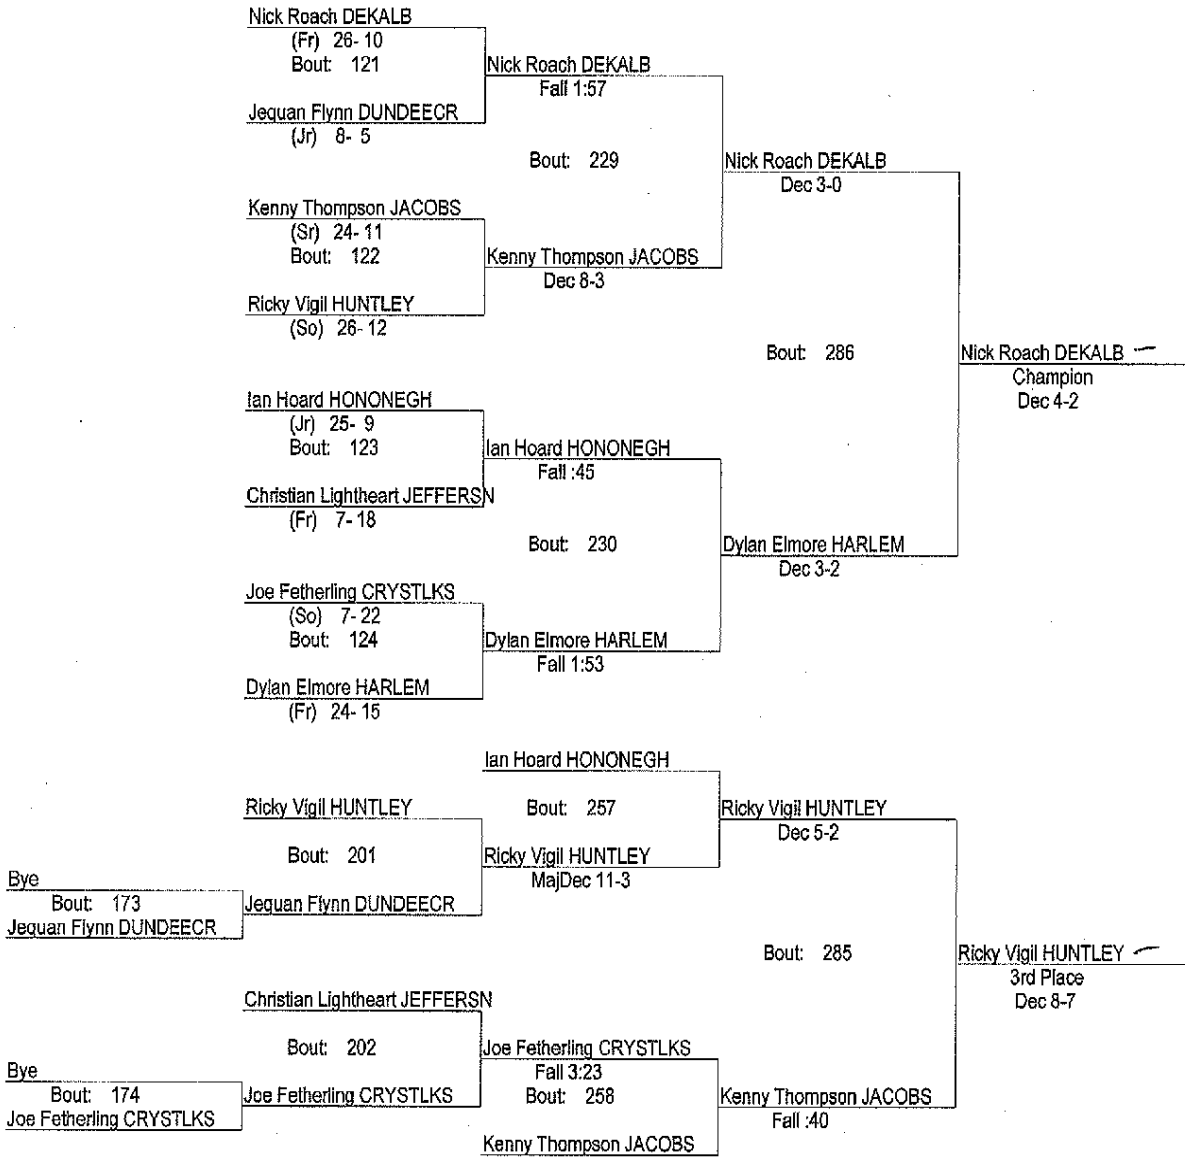 Nick Roach DEKALB
(Fr) 26- 10
Bout: 121
Jequan Flynn DUNDEECR
(Jr) 8- 5
Nick Roach DEKALB
Fall 1:57
Bout: 229
Kenny Thompson JACOBS
(Sr) 24- 11
Bout: 122
Ricky Vigil HUNTLEY
(So) 26- 12
Kenny Thompson JACOBS
Dec 8-3
Nick Roach DEKALB
Dec 3-0
Bout: 286
Nick Roach DEKALB
Champion
Dec 4-2
Ian Hoard HONONEGH
(Jr) 25- 9
Bout: 123
Christian Lightheart JEFFERSN
(Fr) 7- 18
Ian Hoard HONONEGH
Fall :45
Bout: 230
Joe Fetherling CRYSTLKS
(So) 7- 22
Bout: 124
Dylan Elmore HARLEM
(Fr) 24- 15
Dylan Elmore HARLEM
Fall 1:53
Dylan Elmore HARLEM
Dec 3-2
Ian Hoard HONONEGH
Bout: 257
Ricky Vigil HUNTLEY
Bout: 201
Bye
Bout: 173
Jequan Flynn DUNDEECR
Jequan Flynn DUNDEECR
Ricky Vigil HUNTLEY
MajDec 11-3
Ricky Vigil HUNTLEY
Dec 5-2
Bout: 285
Ricky Vigil HUNTLEY
3rd Place
Dec 8-7
Christian Lightheart JEFFERSN
Bout: 202
Bye
Bout: 174
Joe Fetherling CRYSTLKS
Joe Fetherling CRYSTLKS
Joe Fetherling CRYSTLKS
Fall 3:23
Bout: 258
Kenny Thompson JACOBS
Kenny Thompson JACOBS
Fall :40